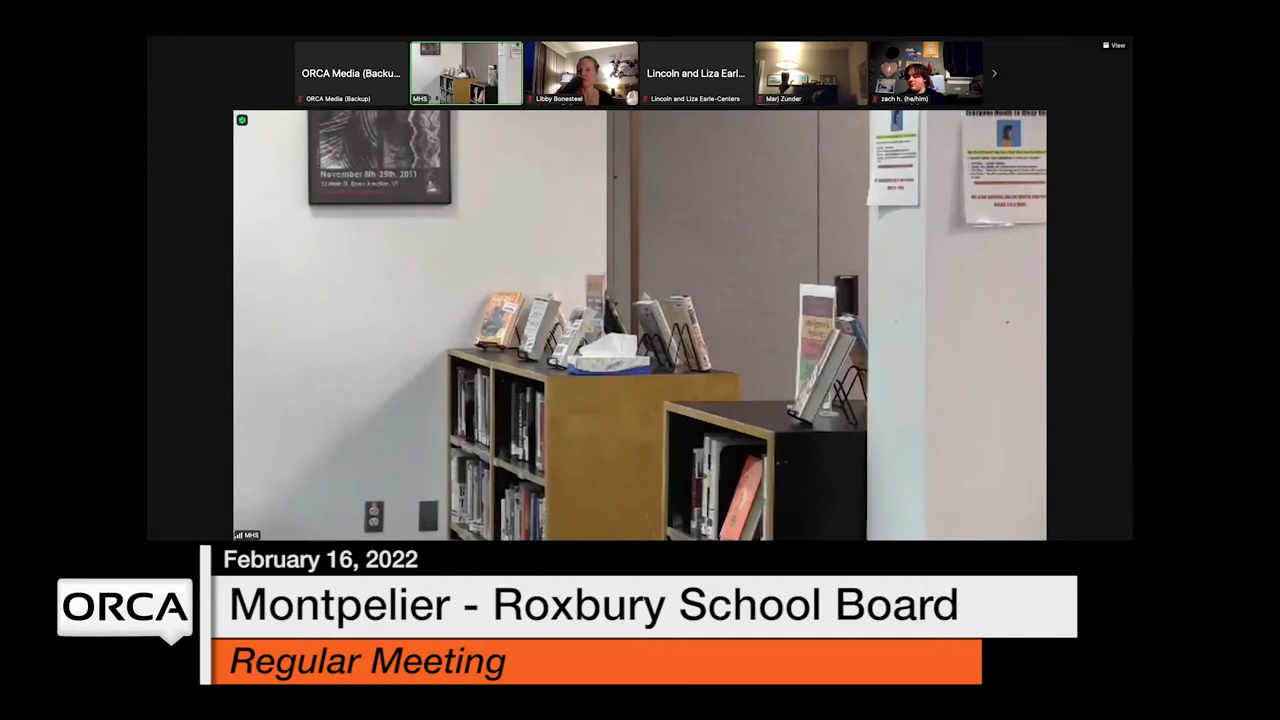 View
ORCA Media (Backu...
Lincoln and Liza Earl...
ORCA Media (Backup)
MHS
Libby Bonesteel
Lincoln and Liza Earle-Centers
Marj Zunder
zach h. (he/him)
November 8th-25th, 2011
MHS
February 16, 2022
ORCA
Montpelier - Roxbury School Board
Regular Meeting